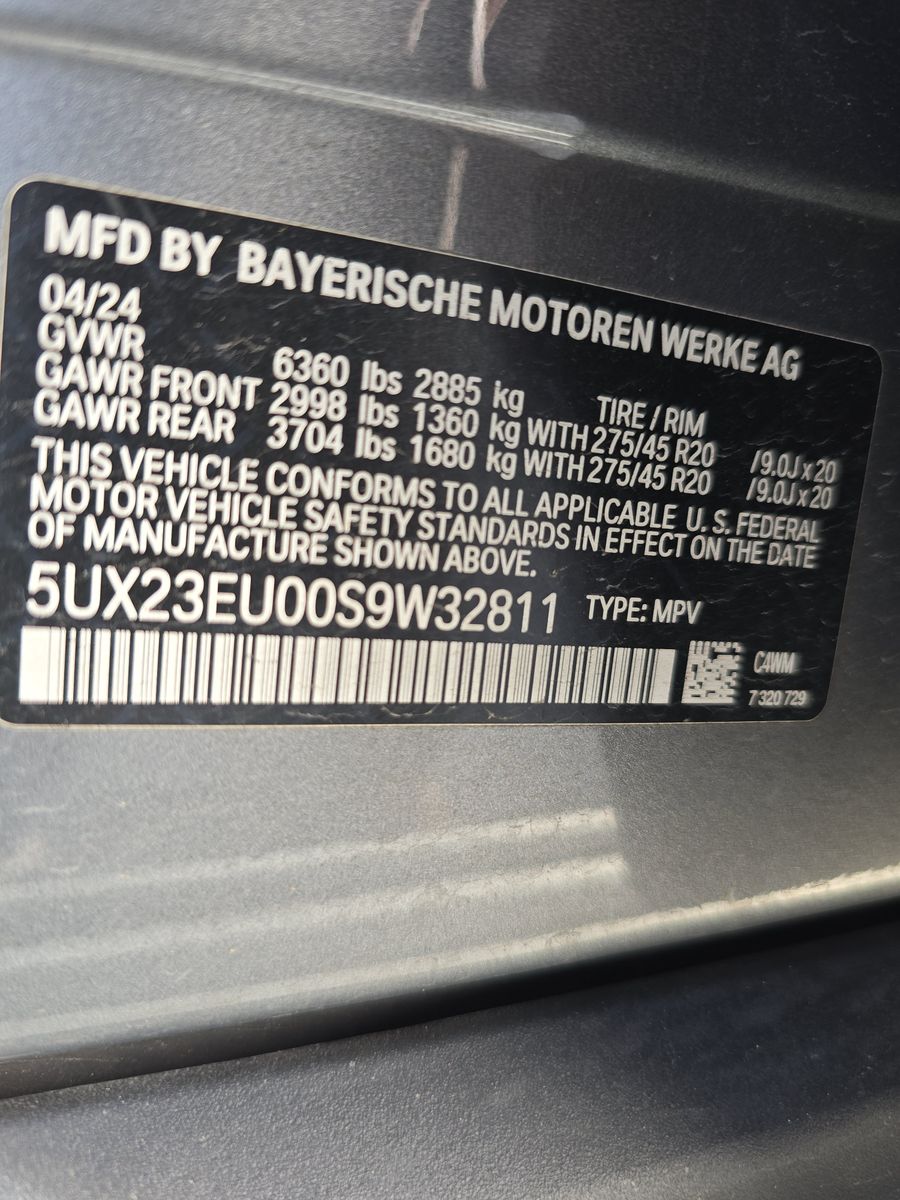 MFD BY BAYERISCHE MOTOREN WERKE AG
04/24
GVWR 6360 lbs 2885 kg TIRE / RIM
GAWR FRONT 2998 lbs 1360 kg WITH 275/45 R20 /9.0J x 20
GAWR REAR 3704 lbs 1680 kg WITH 275/45 R20 /9.0J x 20
THIS VEHICLE CONFORMS TO ALL APPLICABLE U. S. FEDERAL
MOTOR VEHICLE SAFETY STANDARDS IN EFFECT ON THE DATE
OF MANUFACTURE SHOWN ABOVE.
5UX23EU00S9W32811 TYPE: MPV
C4WM
7 320 729